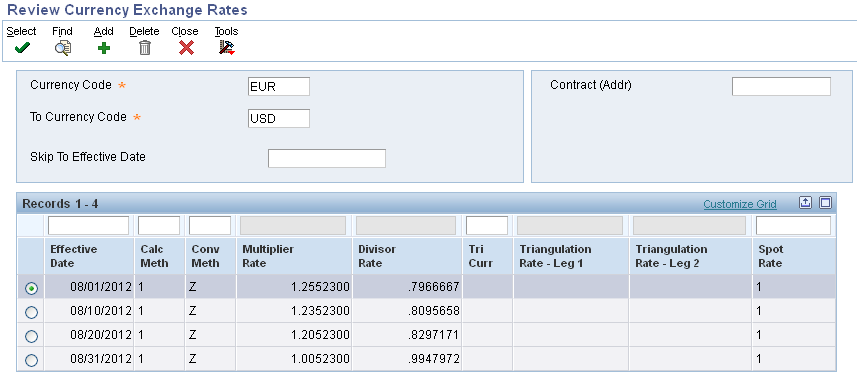 Review Currency Exchange Rates
Select Find Add Delete Close Tools
Currency Code * EUR Contract (Addr)
To Currency Code * USD
Skip To Effective Date
Records 1 - 4 Customize Grid
Effective Calc Conv Multiplier Divisor Tri Triangulation Triangulation Spot
Date Meth Meth Rate Rate Curr Rate - Leg 1 Rate - Leg 2 Rate
08/01/2012 1 Z 1.2552300 .7966667 1
08/10/2012 1 Z 1.2352300 .8095658 1
08/20/2012 1 Z 1.2052300 .8297171 1
08/31/2012 1 Z 1.0052300 .9947972 1